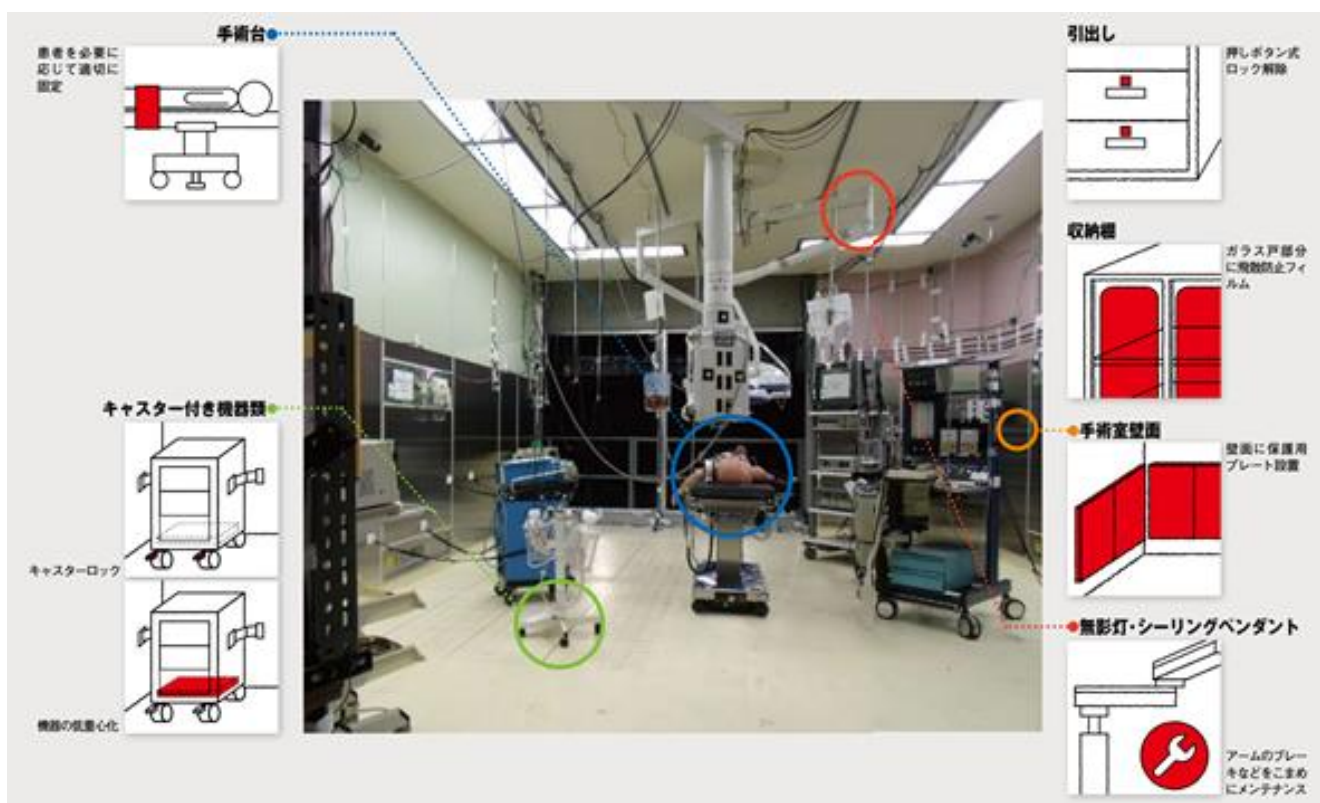 手術台
患者を必要に
応じて適切に
固定
キャスター付き機器類
キャスターロック
機器の低重心化
引出し
押しボタン式
ロック解除
収納棚
ガラス戸部分
に飛散防止フィ
ルム
手術室壁面
壁面に保護用
プレート設置
無影灯・シーリングペンダント
アームのブレー
キなどをこまめ
にメンテナンス